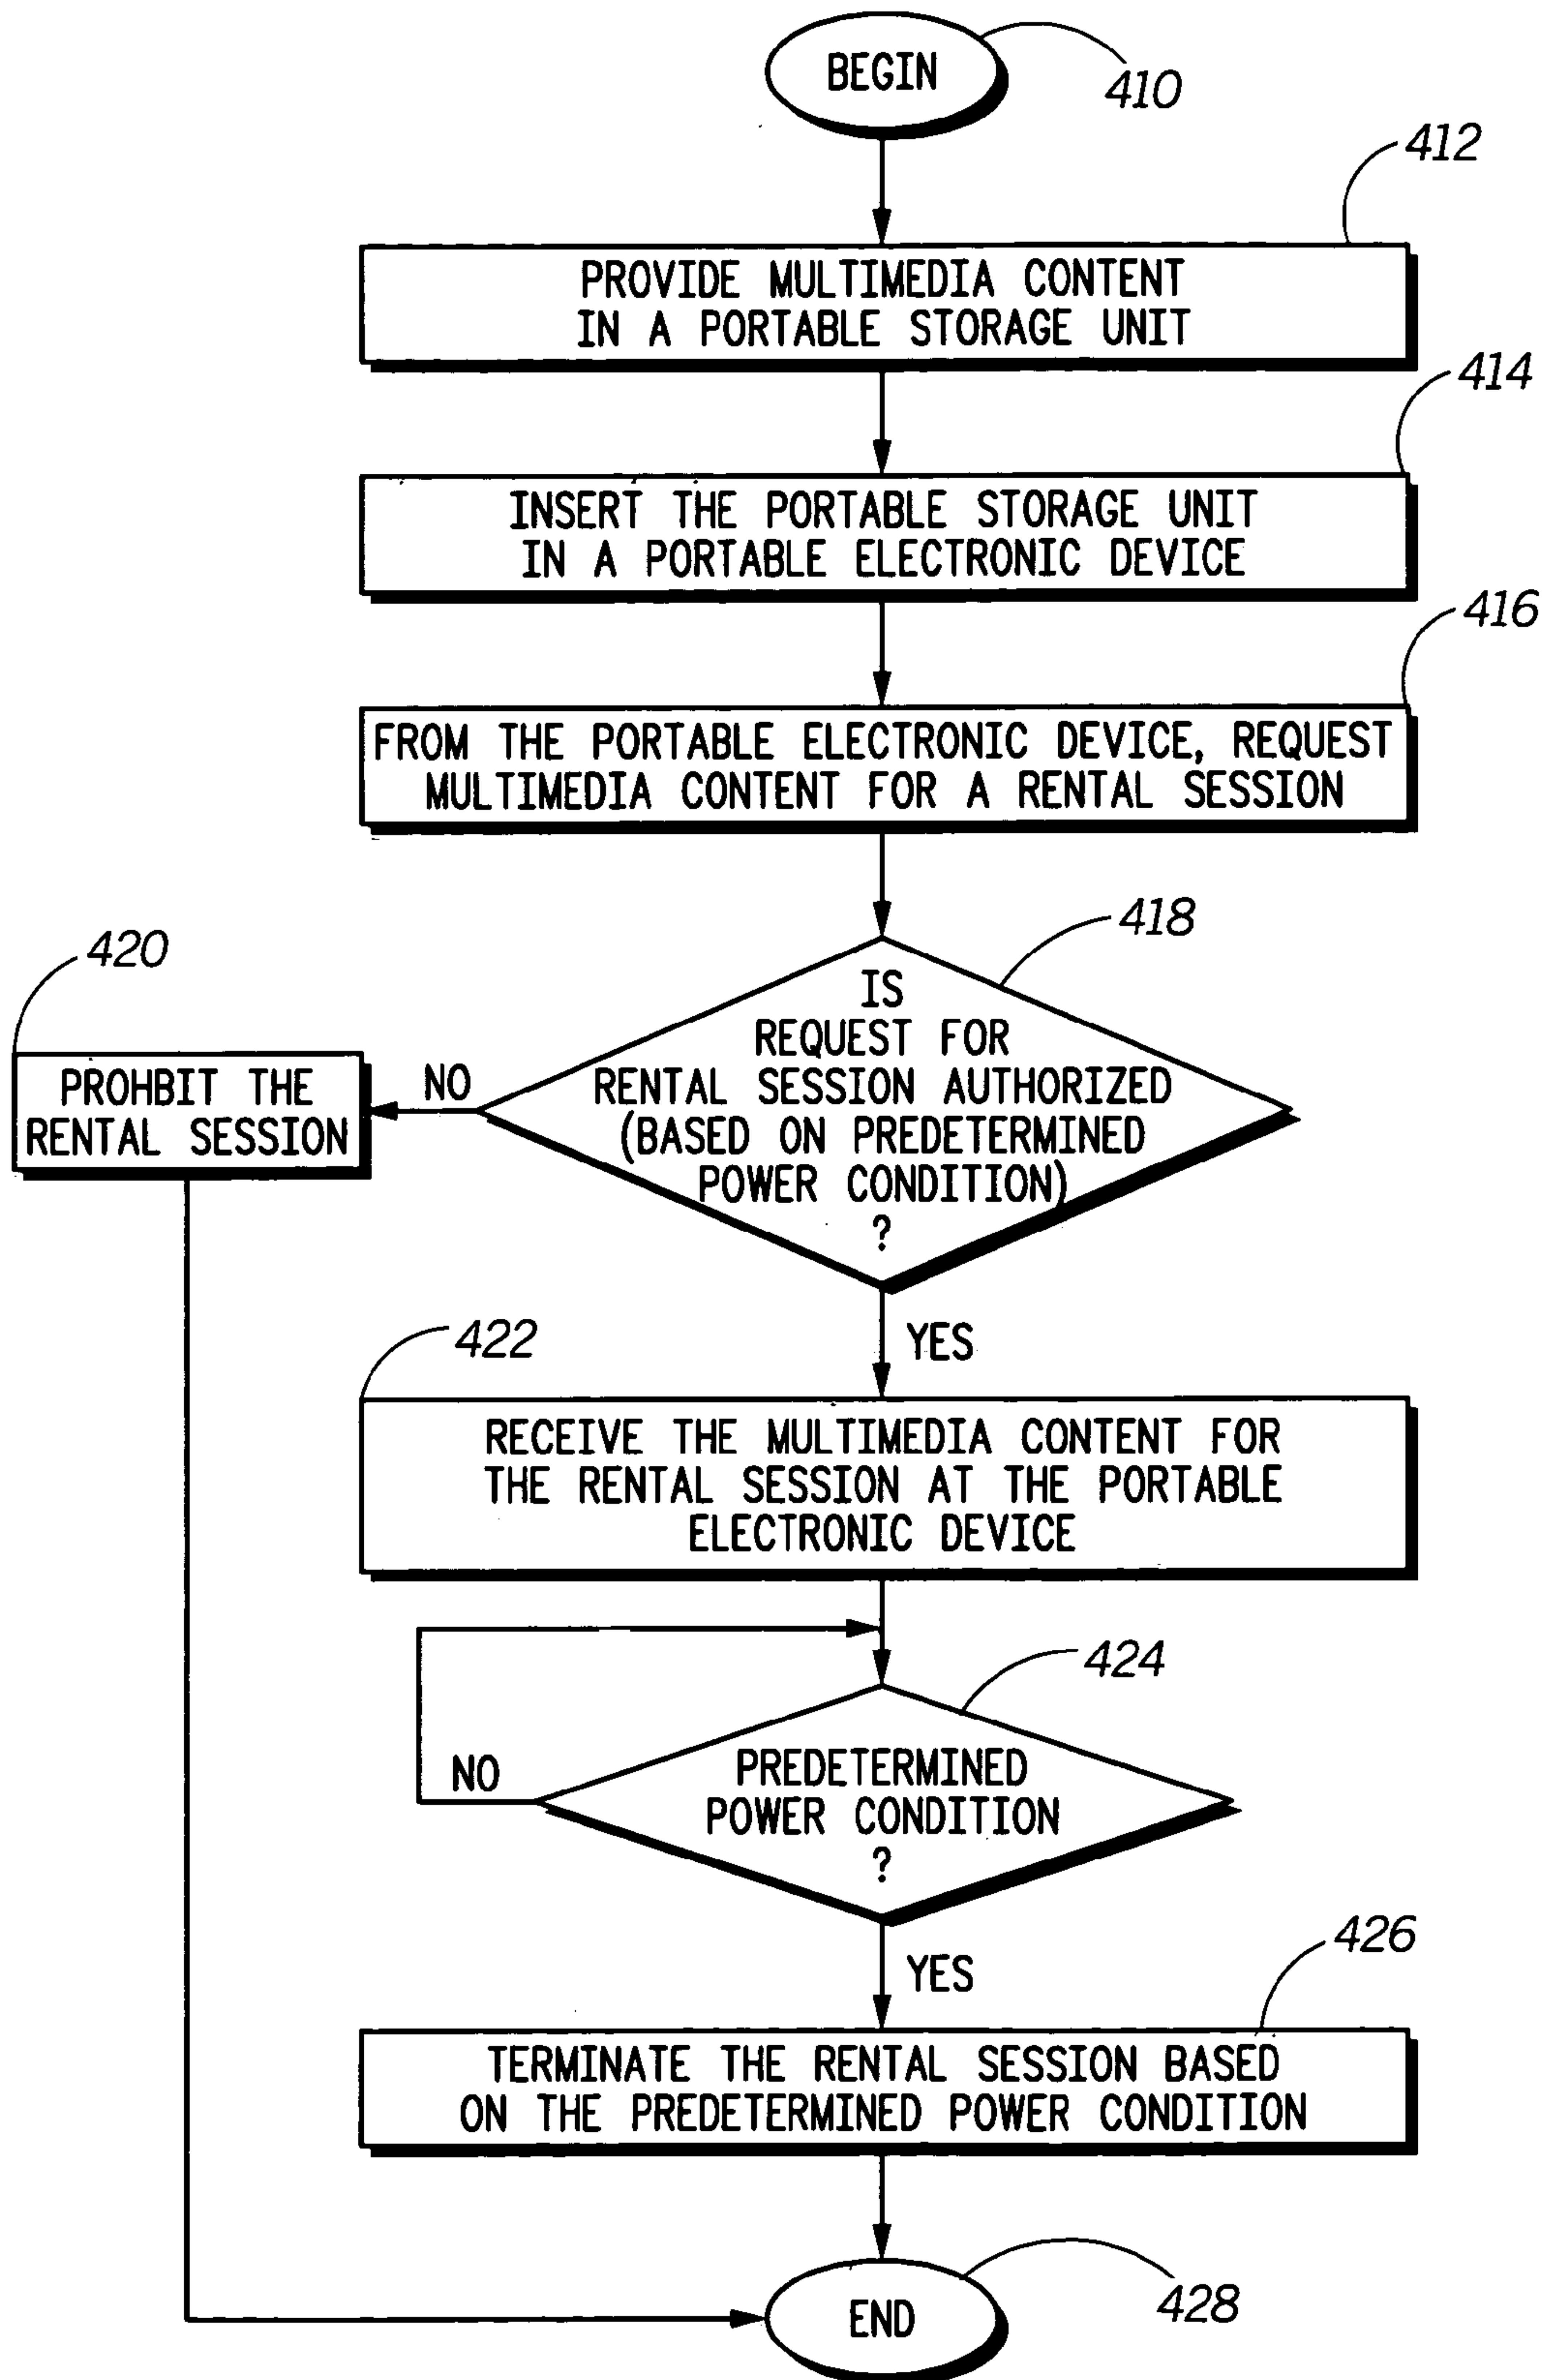 BEGIN
410
412
PROVIDE MULTIMEDIA CONTENT
IN A PORTABLE STORAGE UNIT
414
INSERT THE PORTABLE STORAGE UNIT
IN A PORTABLE ELECTRONIC DEVICE
416
FROM THE PORTABLE ELECTRONIC DEVICE, REQUEST
MULTIMEDIA CONTENT FOR A RENTAL SESSION
418
IS
REQUEST FOR
RENTAL SESSION AUTHORIZED
(BASED ON PREDETERMINED
POWER CONDITION)
?
420
NO
PROHBIT THE
RENTAL SESSION
YES
422
RECEIVE THE MULTIMEDIA CONTENT FOR
THE RENTAL SESSION AT THE PORTABLE
ELECTRONIC DEVICE
424
NO
PREDETERMINED
POWER CONDITION
?
YES
426
TERMINATE THE RENTAL SESSION BASED
ON THE PREDETERMINED POWER CONDITION
END
428